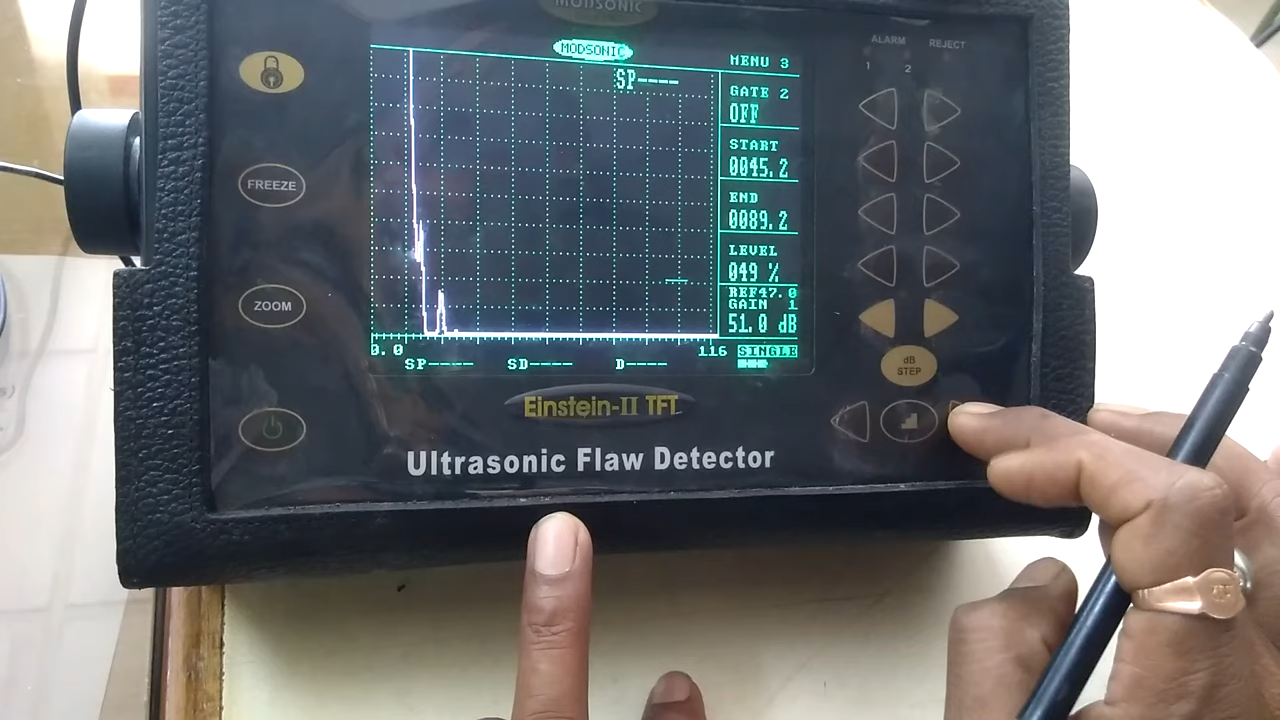 MODSONIC
ALARM REJECT
1 2
MODSONIC
MENU 3
SP----
GATE 2
OFF
START
0045.2
END
0089.2
LEVEL
049 %
REF47.0
GAIN 1
51.0 dB
0.0 116 SINGLE
SP---- SD---- D----
FREEZE
ZOOM
dB
STEP
Einstein-II TFT
Ultrasonic Flaw Detector